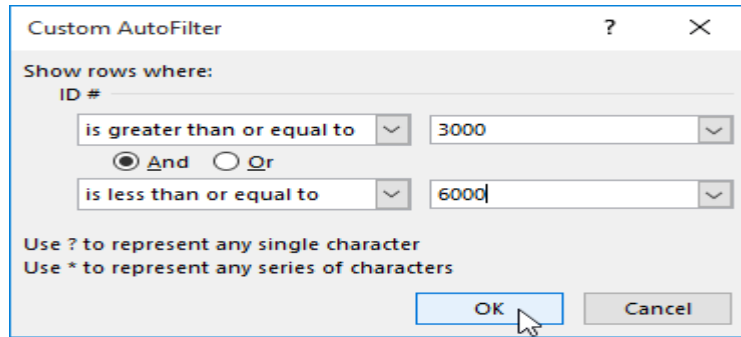 Custom AutoFilter ?
Show rows where:
ID #
is greater than or equal to 3000
And Or
is less than or equal to 6000
Use ? to represent any single character
Use * to represent any series of characters
OK Cancel